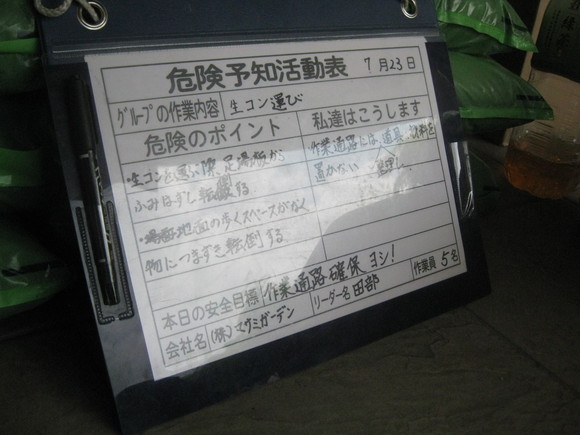 危険予知活動表 7月23日
グループの作業内容 生コン運び
危険のポイント 私達はこうします
・生コンを運ぶ際、足場板から 作業通路には、道具、材料を
ふみはずし転倒する 置かない
・場面地面の歩くスペースがなく
物につまずき転倒する
本日の安全目標 作業通路確保ヨシ! 作業員 5名
会社名 (株)マサミガーデン リーダー名 田部